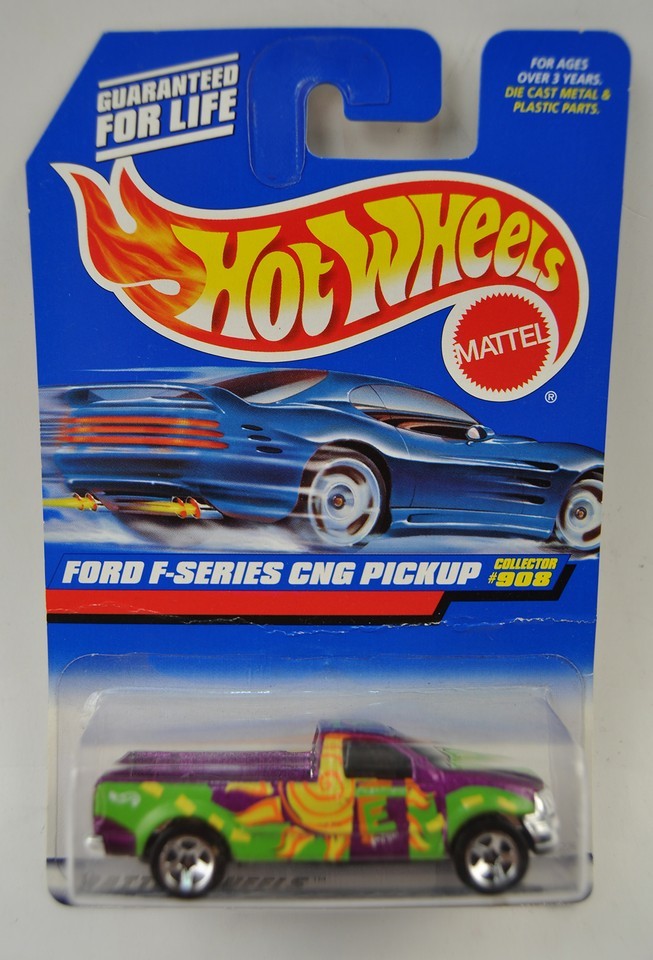 GUARANTEED
FOR LIFE
FOR AGES
OVER 3 YEARS.
DIE CAST METAL &
PLASTIC PARTS.
HOT WHEELS
MATTEL
®
FORD F-SERIES CNG PICKUP
COLLECTOR
#908